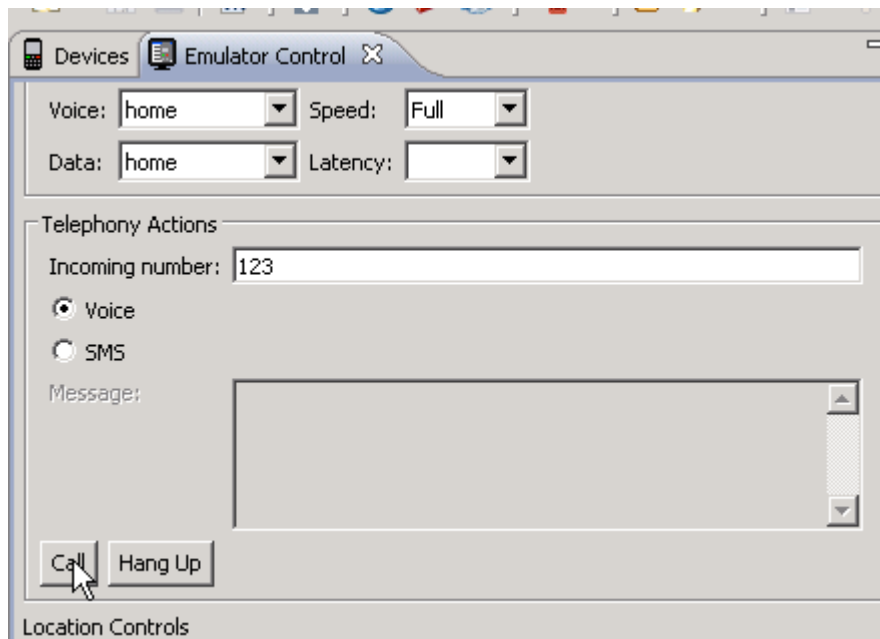 Devices Emulator Control
Voice: home Speed: Full
Data: home Latency:
Telephony Actions
Incoming number: 123
Voice
SMS
Message:
Call Hang Up
Location Controls